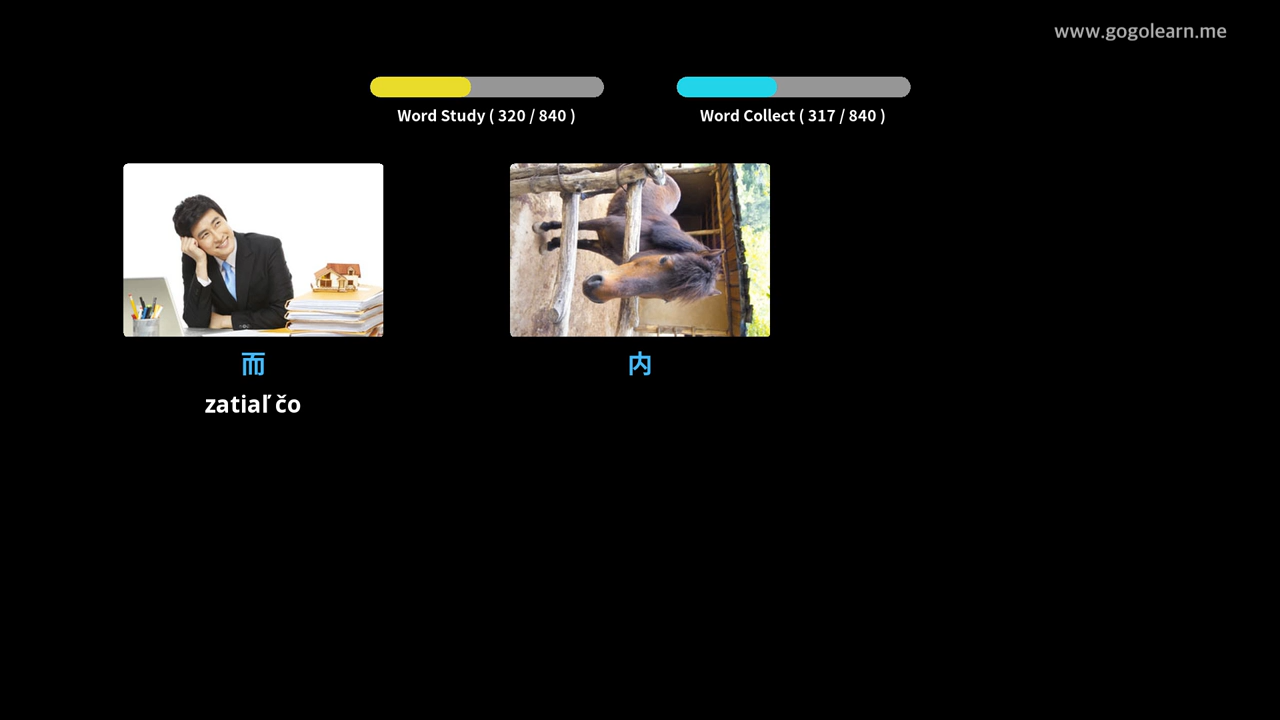 www.gogolearn.me
Word Study ( 320 / 840 )
Word Collect ( 317 / 840 )
而
内
zatiaľ čo